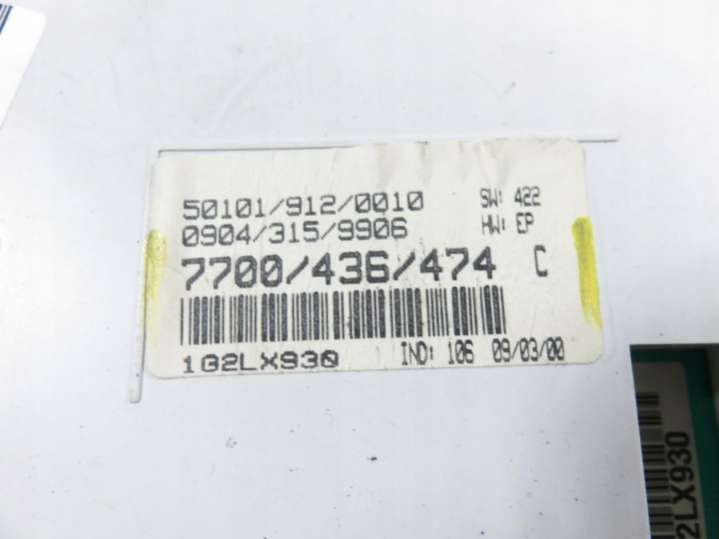 50101/912/0010 SW: 422
0904/315/9906 HW: EP
7700/436/474 C
1G2LX930 IND: 106 09/03/00
2LX930